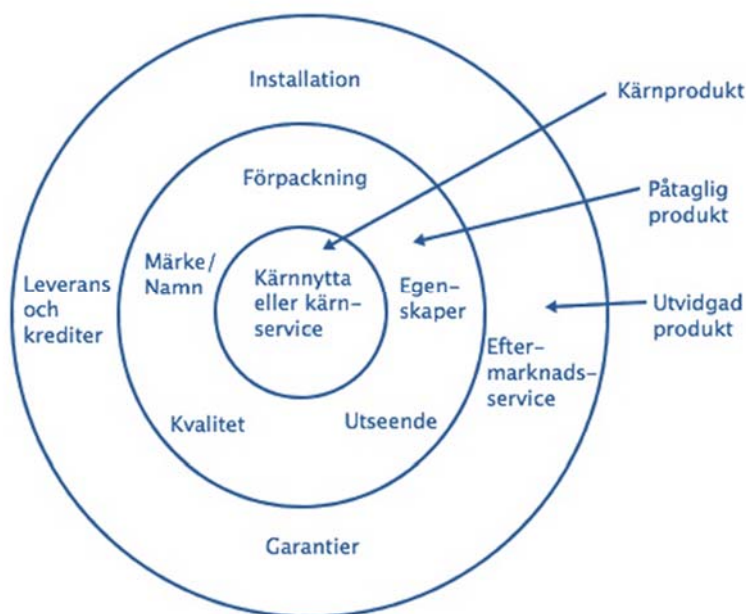 Installation
Kärnprodukt
Förpackning
Påtaglig
produkt
Märke/
Namn
Kärnnytta
eller kärn-
service
Egen-
skaper
Leverans
och
krediter
Utvidgad
produkt
Efter-
marknads-
service
Kvalitet
Utseende
Garantier